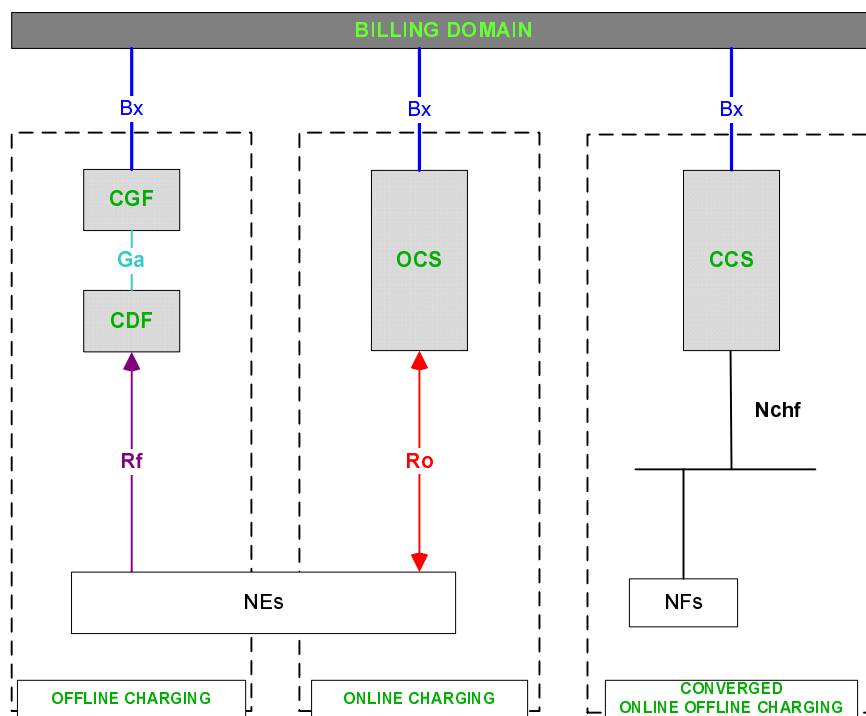 BILLING DOMAIN
Bx
Bx
Bx
CGF
Ga
CDF
OCS
CCS
Nchf
Rf
Ro
NEs
NFs
OFFLINE CHARGING
ONLINE CHARGING
CONVERGED
ONLINE OFFLINE CHARGING